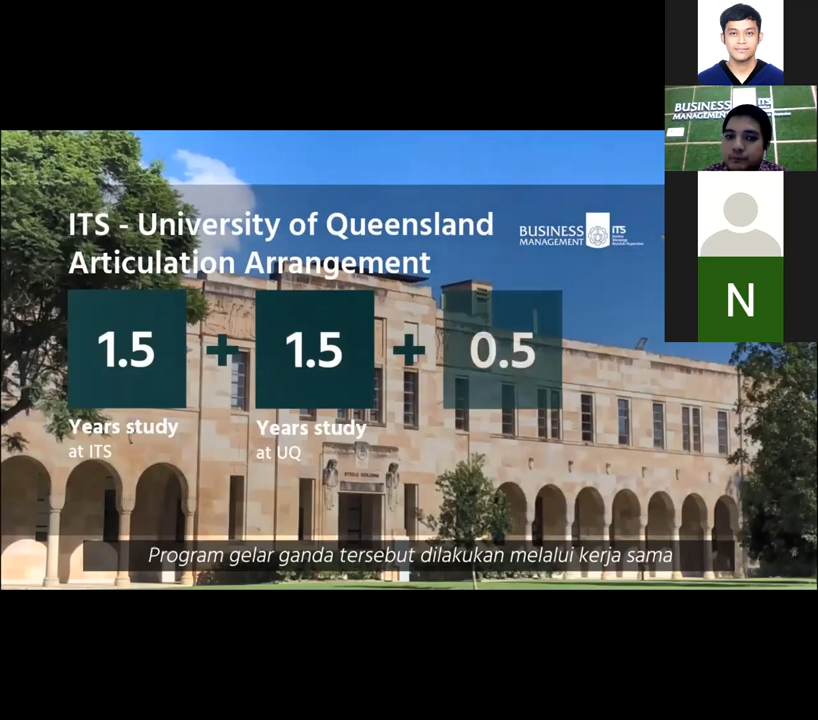 ITS - University of Queensland
Articulation Arrangement
BUSINESS
MANAGEMENT
ITS
1.5
+
1.5
+
0.5
Years study
at ITS
Years study
at UQ
Program gelar ganda tersebut dilakukan melalui kerja sama
BUSINESS
MANAGEMENT
ITS
N